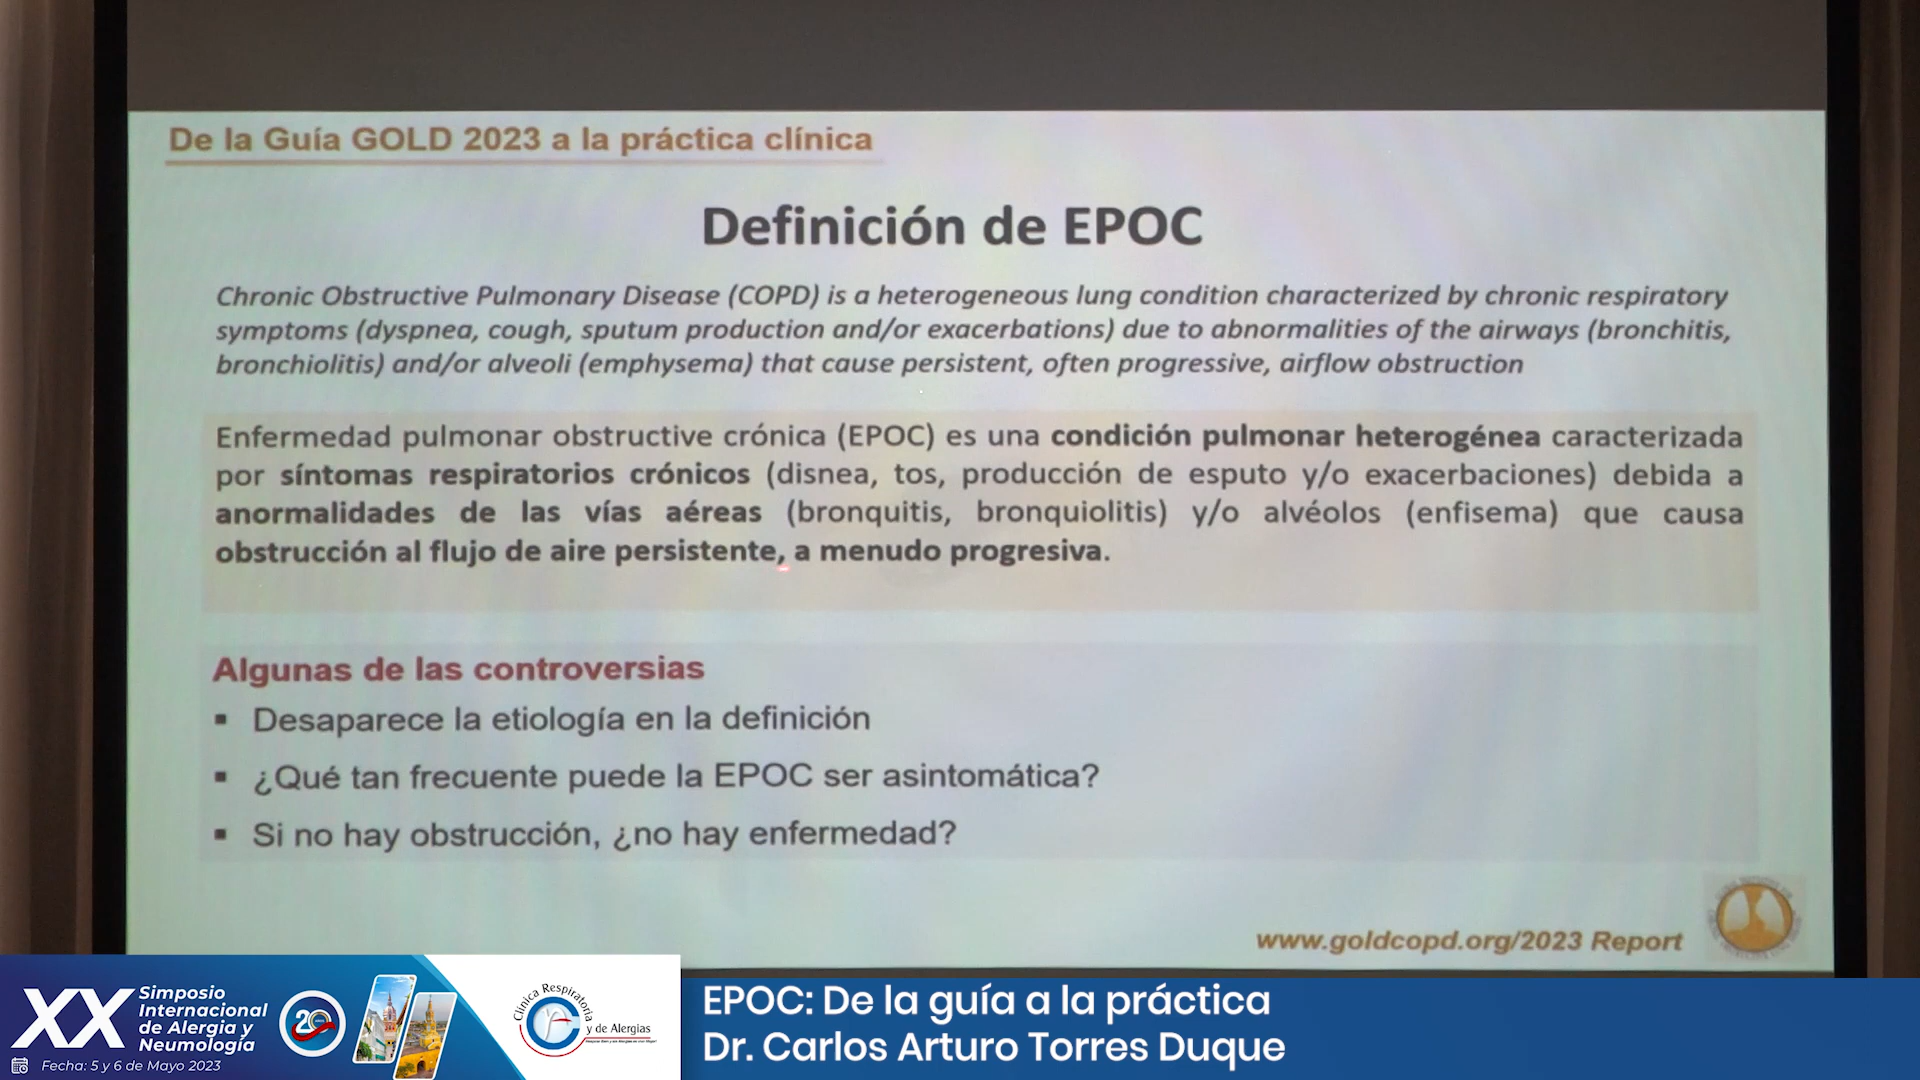 De la Guía GOLD 2023 a la práctica clínica
Definición de EPOC
Chronic Obstructive Pulmonary Disease (COPD) is a heterogeneous lung condition characterized by chronic respiratory
symptoms (dyspnea, cough, sputum production and/or exacerbations) due to abnormalities of the airways (bronchitis,
bronchiolitis) and/or alveoli (emphysema) that cause persistent, often progressive, airflow obstruction
Enfermedad pulmonar obstructive crónica (EPOC) es una condición pulmonar heterogénea caracterizada
por síntomas respiratorios crónicos (disnea, tos, producción de esputo y/o exacerbaciones) debida a
anormalidades de las vías aéreas (bronquitis, bronquiolitis) y/o alvéolos (enfisema) que causa
obstrucción al flujo de aire persistente, a menudo progresiva.
Algunas de las controversias
▪ Desaparece la etiología en la definición
▪ ¿Qué tan frecuente puede la EPOC ser asintomática?
▪ Si no hay obstrucción, ¿no hay enfermedad?
www.goldcopd.org/2023 Report
XX Simposio
Internacional
de Alergia y
Neumología
Fecha: 5 y 6 de Mayo 2023
20
Clínica Respiratoria
y de Alergias
EPOC: De la guía a la práctica
Dr. Carlos Arturo Torres Duque